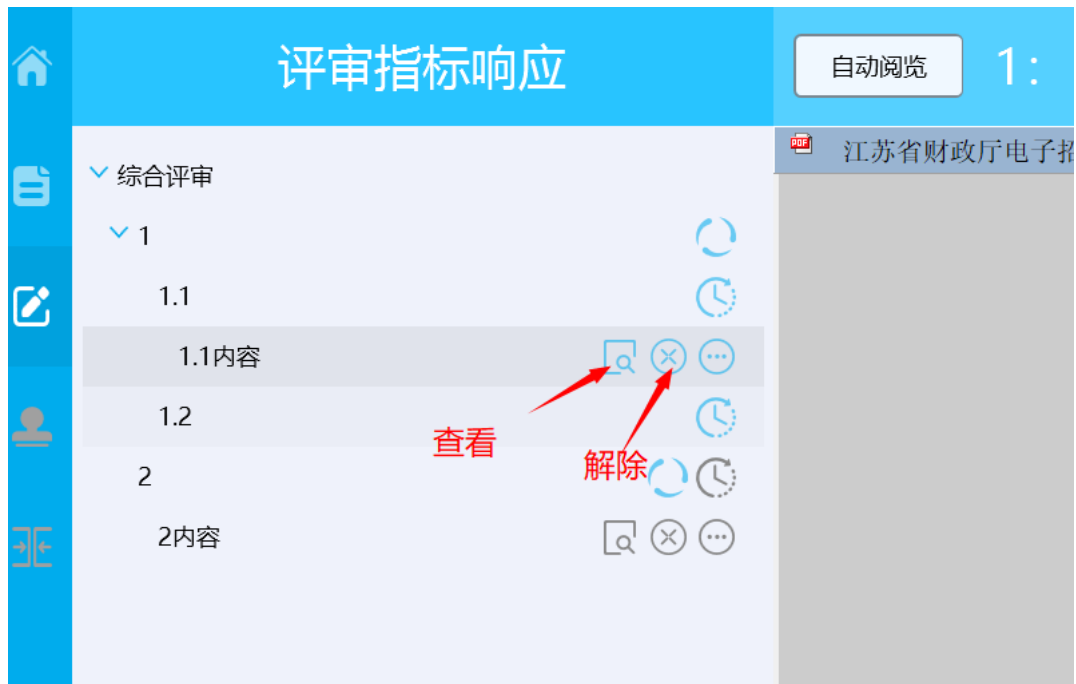 评审指标响应
自动阅览
1：
江苏省财政厅电子招
综合评审
1
1.1
1.1内容
1.2
查看
解除
2
2内容